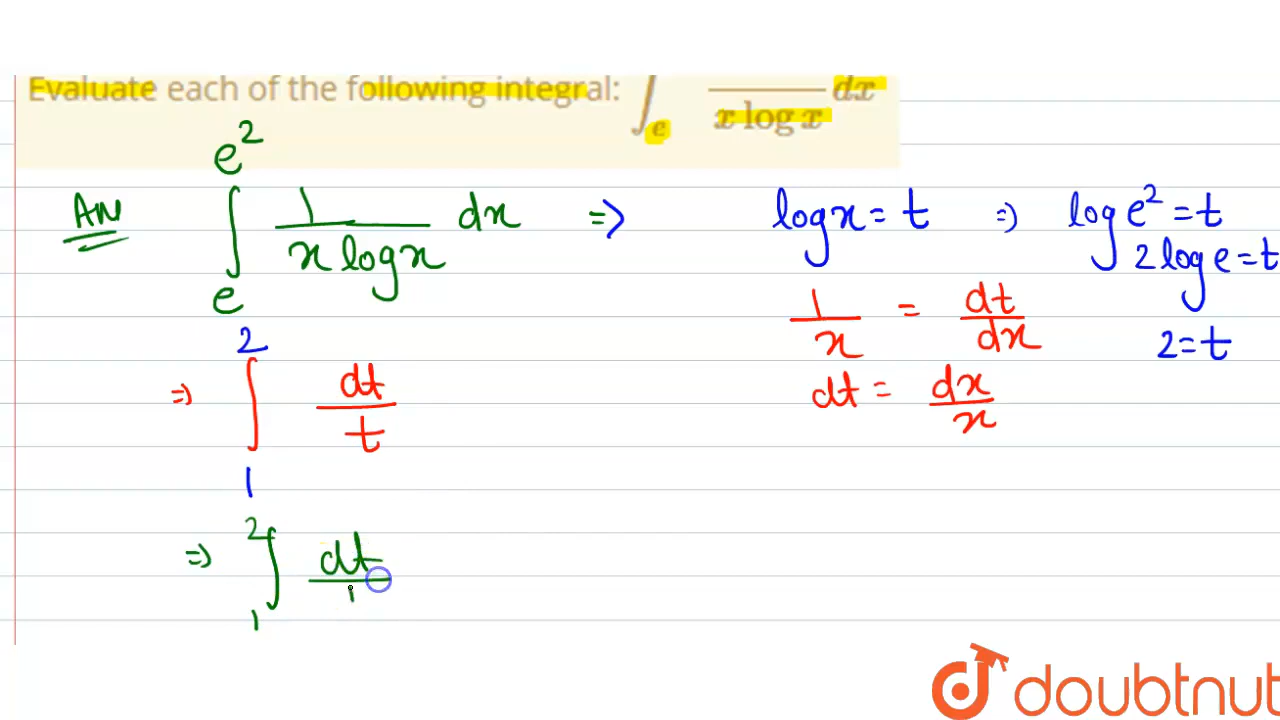 Evaluate each of the following integral: ∫e x log x dx
e²
Ans ∫ 1/(x log x) dx ⇒ log x = t ⇒ log e² = t
e
2 log e = t
1/x = dt/dx
2 = t
2
⇒ ∫ dt/t
1
dt = dx/x
2
⇒ ∫ dt
1
doubtnut